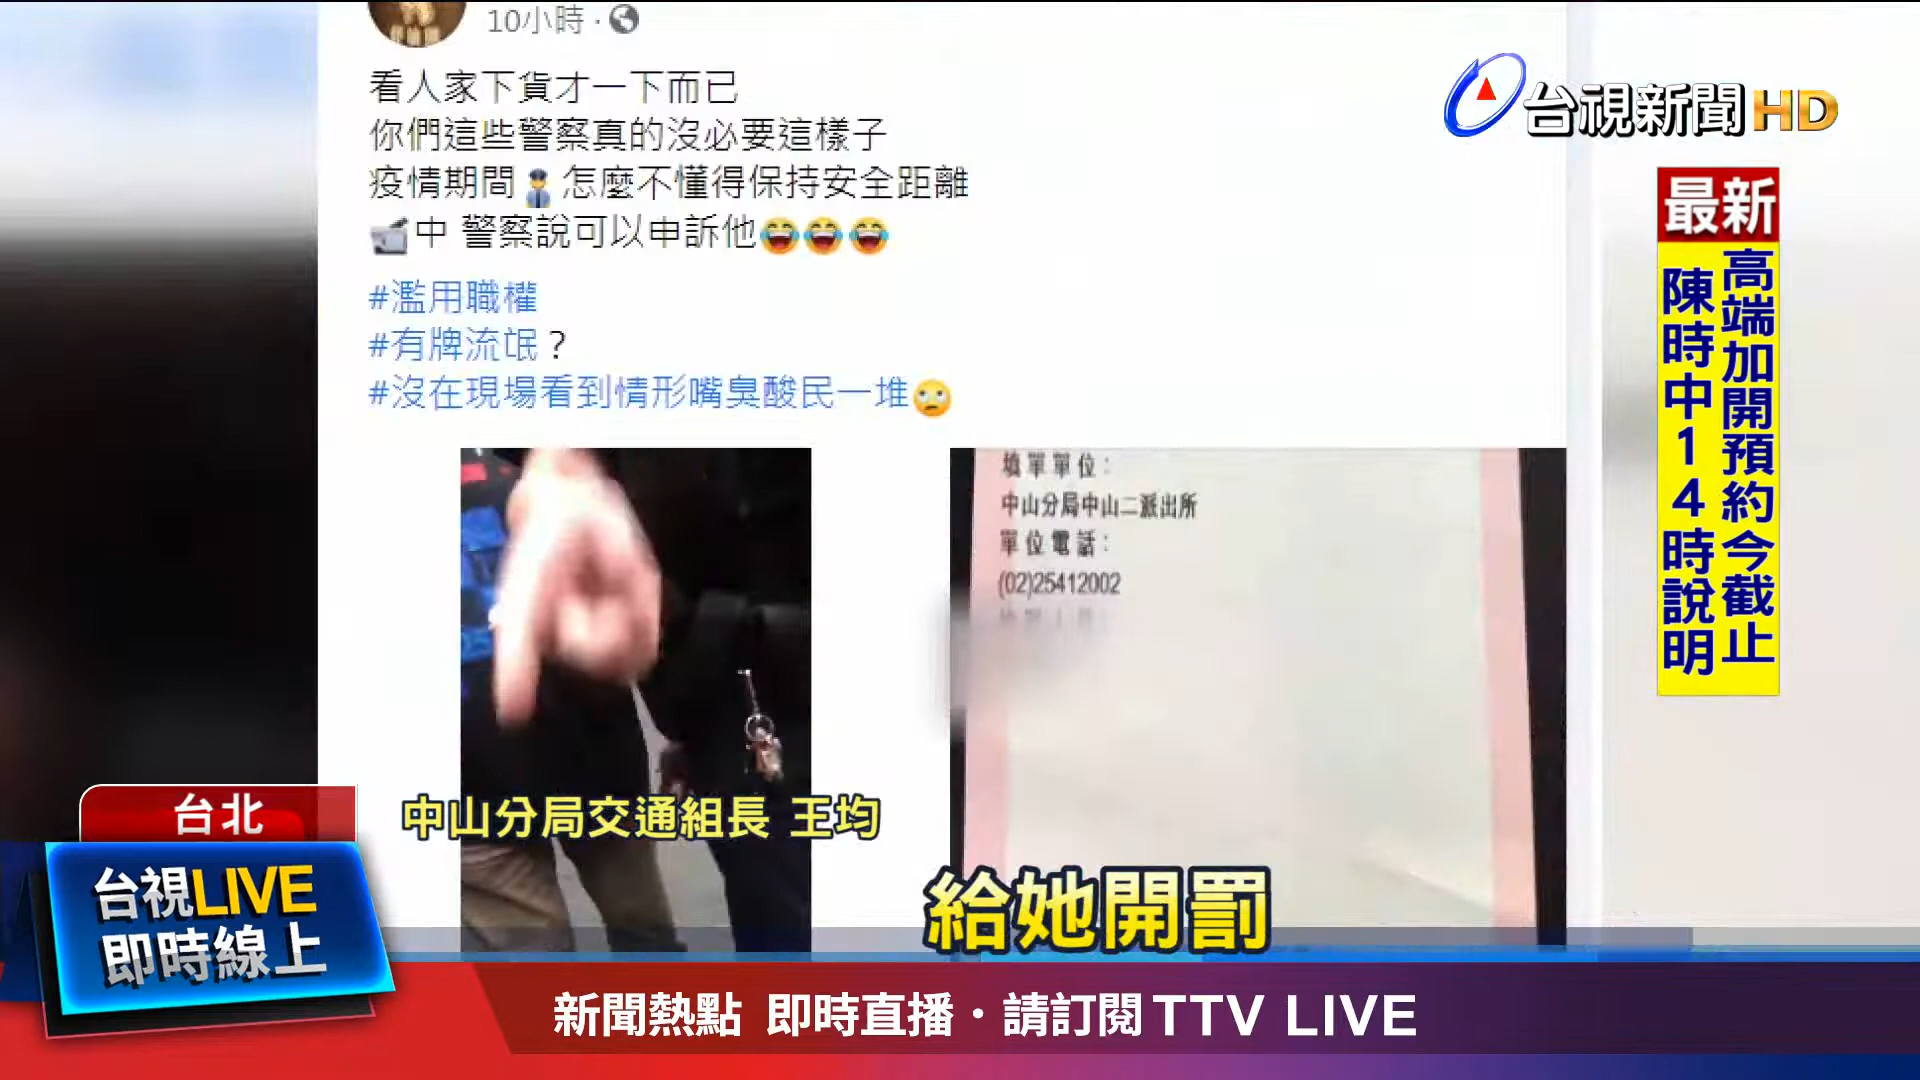 10小時
看人家下貨才一下而已
你們這些警察真的沒必要這樣子
疫情期間怎麼不懂得保持安全距離
中 警察說可以申訴他
#濫用職權
#有牌流氓？
#沒在現場看到情形嘴臭酸民一堆
填單單位：
中山分局中山二派出所
單位電話：
(02)25412002
台視新聞HD
最新
高端加開預約今截止
陳時中14時說明
中山分局交通組長 王均
給她開罰
台北
台視LIVE
即時線上
新聞熱點 即時直播・請訂閱TTV LIVE